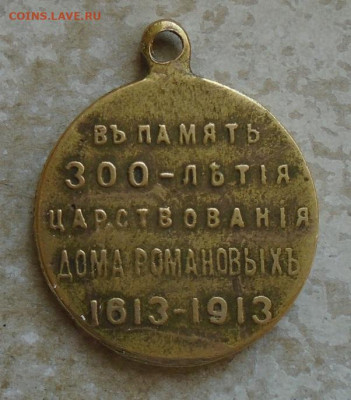 COINS.LAVE.RU
ВЪ ПАМЯТЬ
300-ЛѢТІЯ
ЦАРСТВОВАНІЯ
ДОМА РОМАНОВЫХЪ
1613-1913